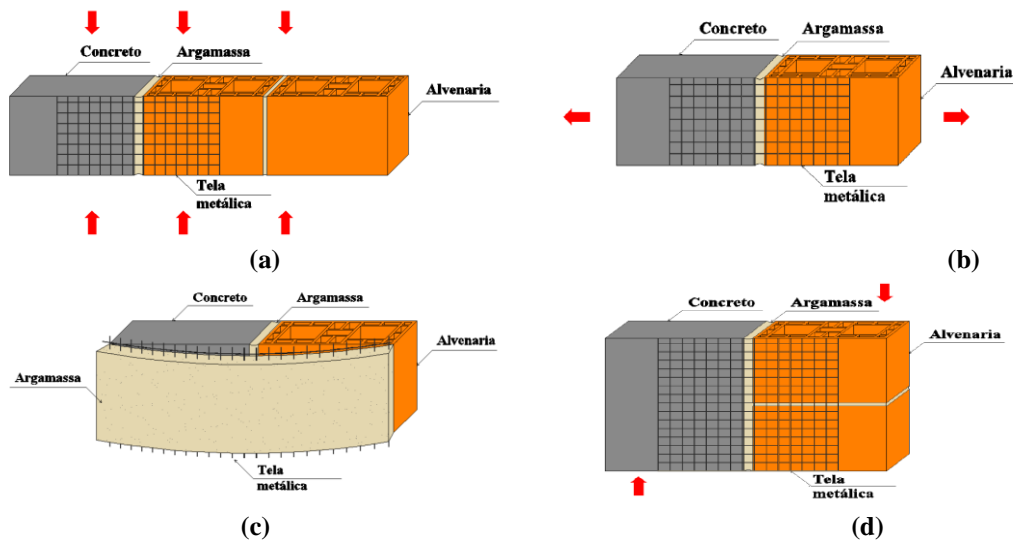 Concreto
Argamassa
Alvenaria
Tela
metálica
(a)
Concreto
Argamassa
Alvenaria
Tela
metálica
(b)
Concreto
Argamassa
Alvenaria
Argamassa
Tela
metálica
(c)
Concreto
Argamassa
Alvenaria
Tela
metálica
(d)